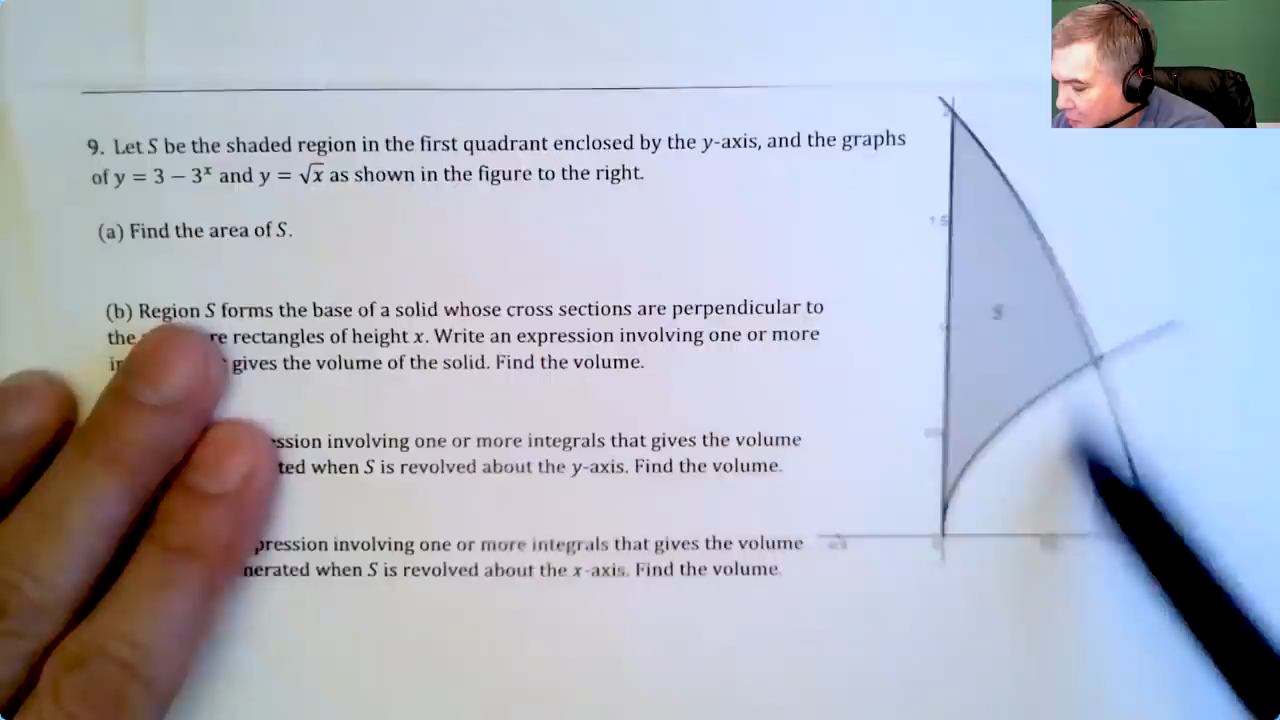 9. Let S be the shaded region in the first quadrant enclosed by the y-axis, and the graphs
of y = 3 − 3ˣ and y = √x as shown in the figure to the right.
(a) Find the area of S.
(b) Region S forms the base of a solid whose cross sections are perpendicular to
the re rectangles of height x. Write an expression involving one or more
gives the volume of the solid. Find the volume.
ssion involving one or more integrals that gives the volume
ted when S is revolved about the y-axis. Find the volume.
pression involving one or more integrals that gives the volume
nerated when S is revolved about the x-axis. Find the volume.
1.5
S